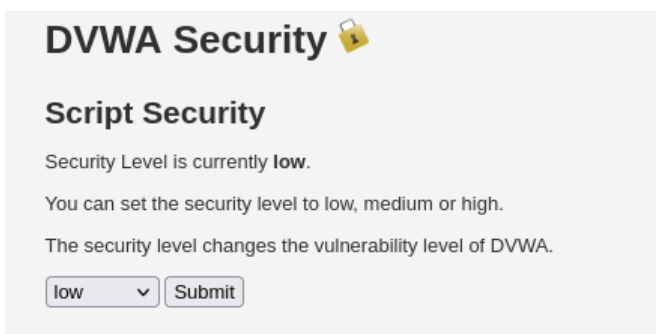 DVWA Security
Script Security
Security Level is currently low.
You can set the security level to low, medium or high.
The security level changes the vulnerability level of DVWA.
low Submit